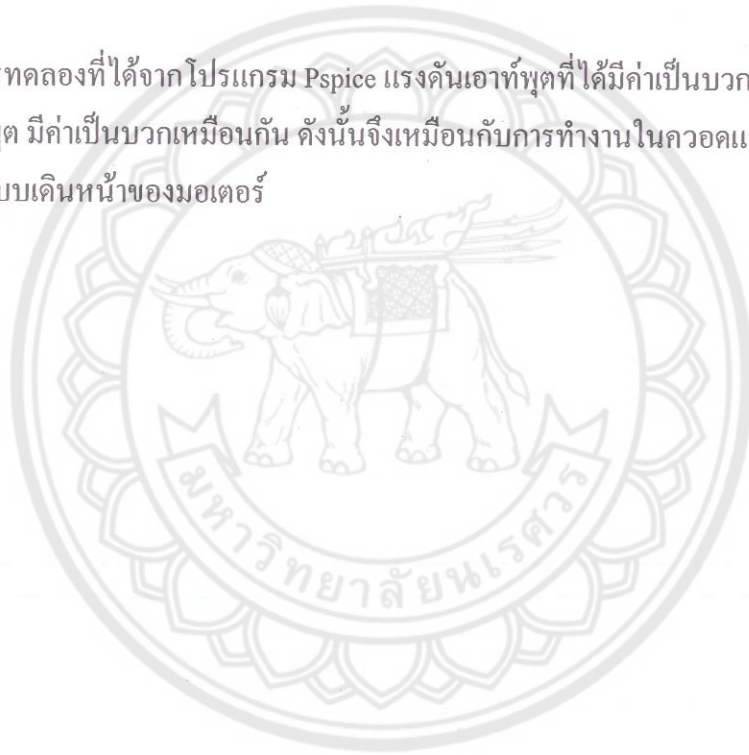 ทดลองที่ได้จากโปรแกรม Pspice แรงดันเอาท์พุตที่ได้มีค่าเป็นบวก
มีค่าเป็นบวกเหมือนกัน ดังนั้นจึงเหมือนกับการทำงานในควอดแ
บบเดินหน้าของมอเตอร์
มหาวิทยาลัยนเรศวร